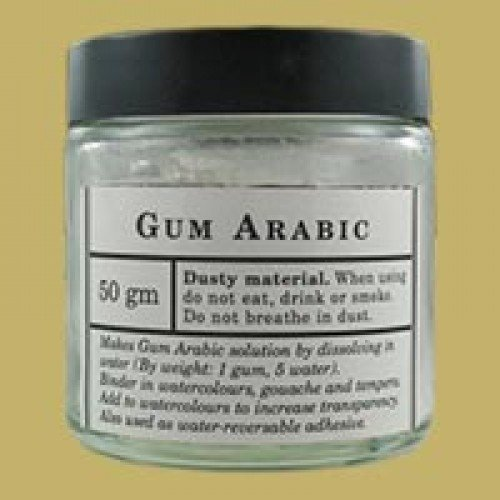 GUM ARABIC
50 gm
Dusty material. When using
do not eat, drink or smoke.
Do not breathe in dust.
Makes Gum Arabic solution by dissolving in
water (By weight: 1 gum, 5 water).
Binder in watercolours, gouache and tempera.
Add to watercolours to increase transparency.
Also used as water-reversable adhesive.